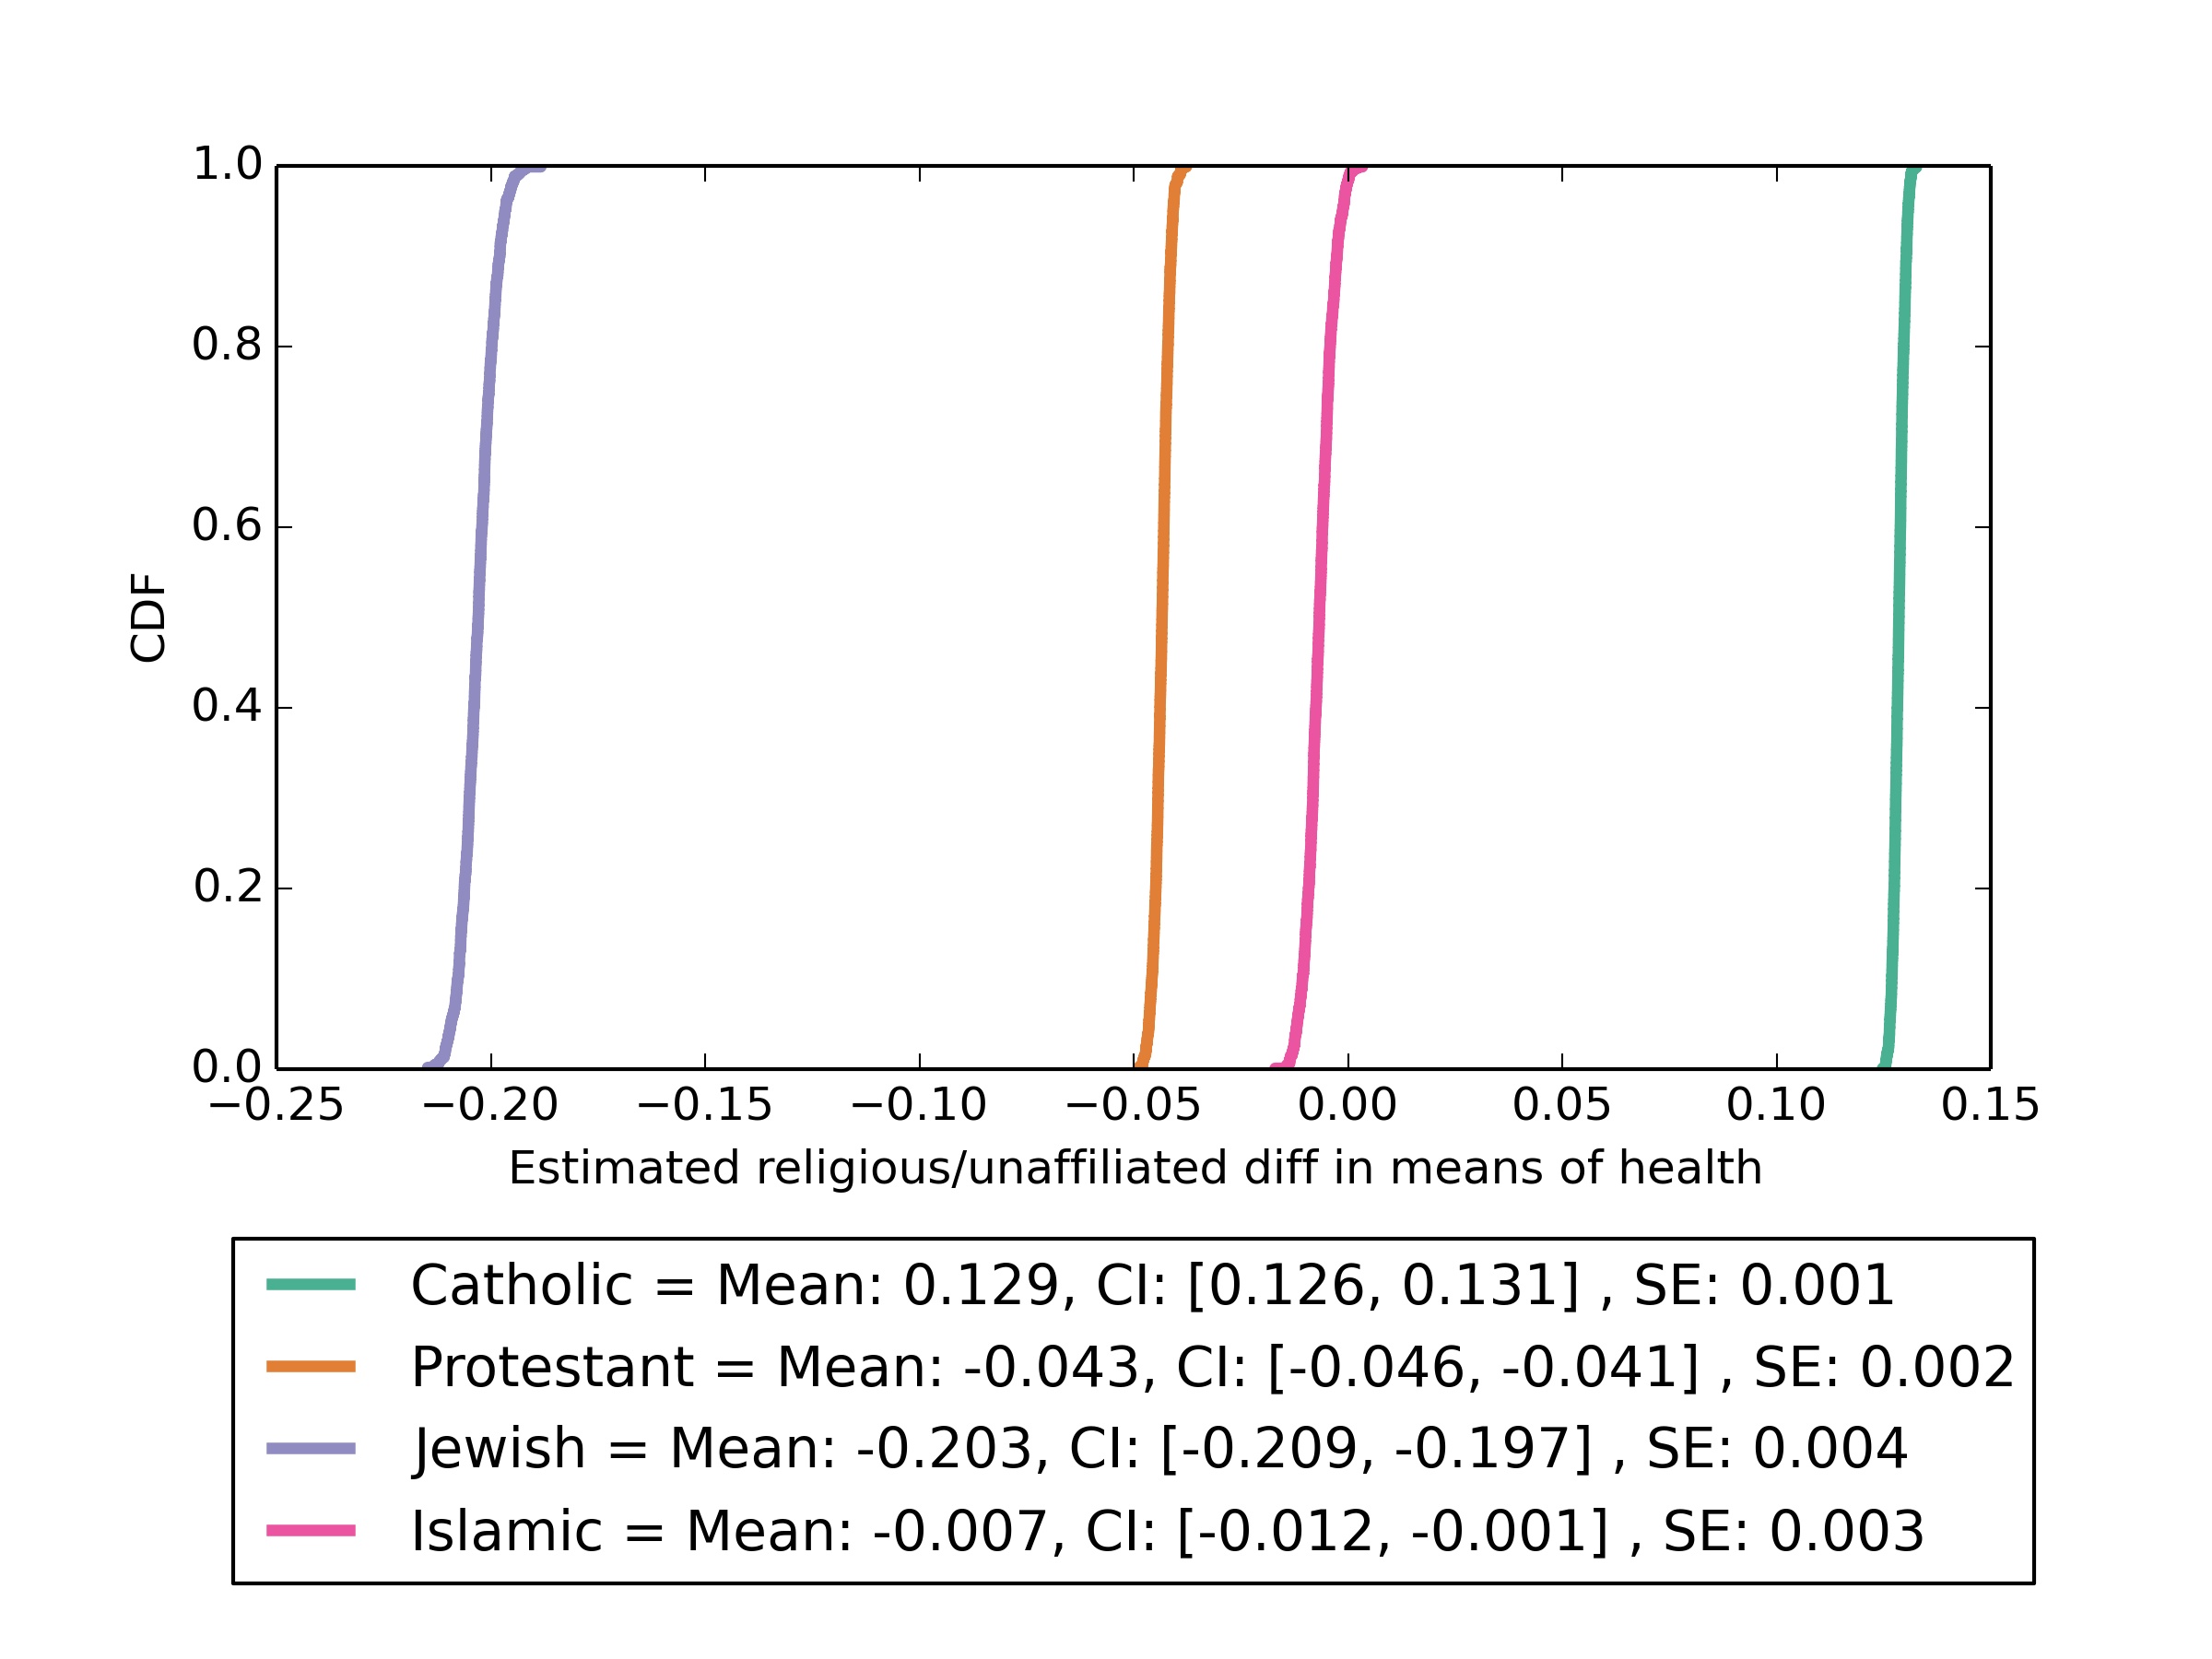 1.0
0.8
0.6
0.4
0.2
0.0
CDF
−0.25 −0.20 −0.15 −0.10 −0.05 0.00 0.05 0.10 0.15
Estimated religious/unaffiliated diff in means of health
Catholic = Mean: 0.129, CI: [0.126, 0.131] , SE: 0.001
Protestant = Mean: -0.043, CI: [-0.046, -0.041] , SE: 0.002
Jewish = Mean: -0.203, CI: [-0.209, -0.197] , SE: 0.004
Islamic = Mean: -0.007, CI: [-0.012, -0.001] , SE: 0.003